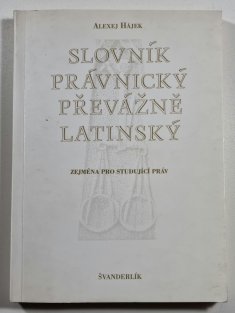 ALEXEJ HÁJEK
SLOVNÍK
PRÁVNICKÝ
PŘEVÁŽNĚ
LATINSKÝ
ZEJMÉNA PRO STUDUJÍCÍ PRÁV
ŠVANDERLÍK